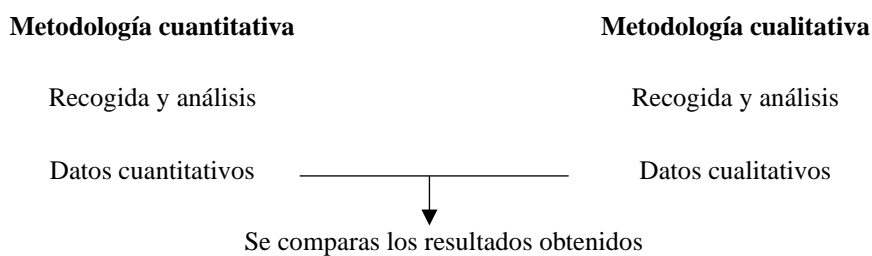 Metodología cuantitativa Metodología cualitativa
Recogida y análisis Recogida y análisis
Datos cuantitativos Datos cualitativos
Se comparas los resultados obtenidos